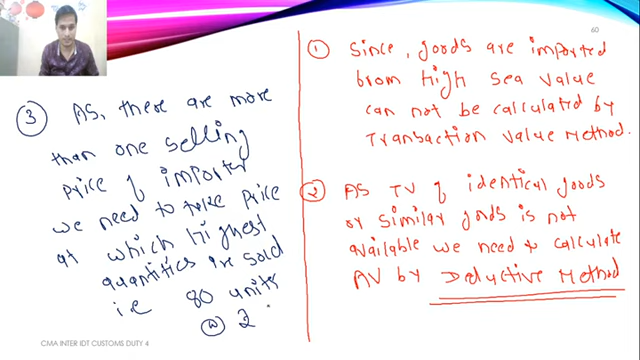 60
① Since, goods are imported
from High Sea value
can not be calculated by
Transaction value Method.
② AS TV of identical goods
or similar goods is not
available we need to calculate
AV by Deductive Method
③ AS, there are more
than one selling
price of importer
we need to take price
at which Highest
quantities are sold
i.e 80 units
@ 2
CMA INTER IDT CUSTOMS DUTY 4